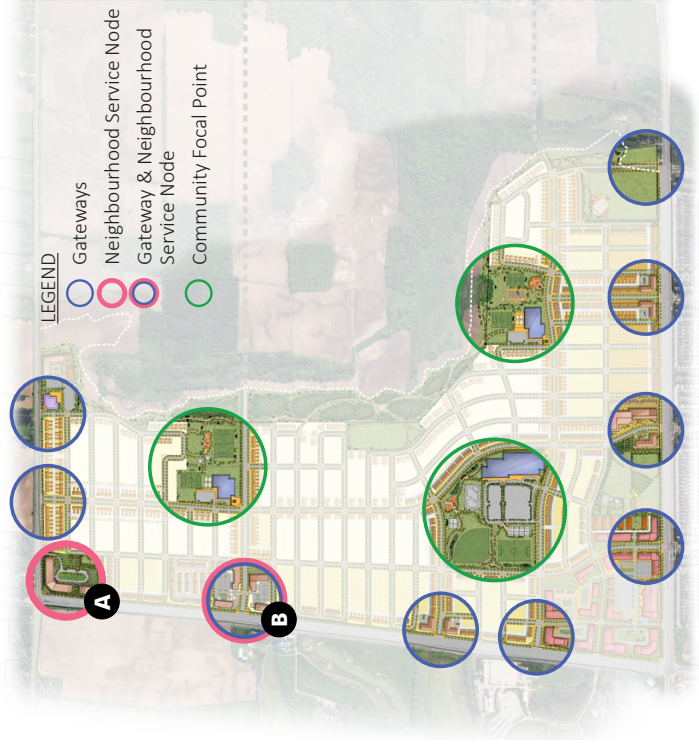 LEGEND
Gateways
Neighbourhood Service Node
Gateway & Neighbourhood
Service Node
Community Focal Point
A
B